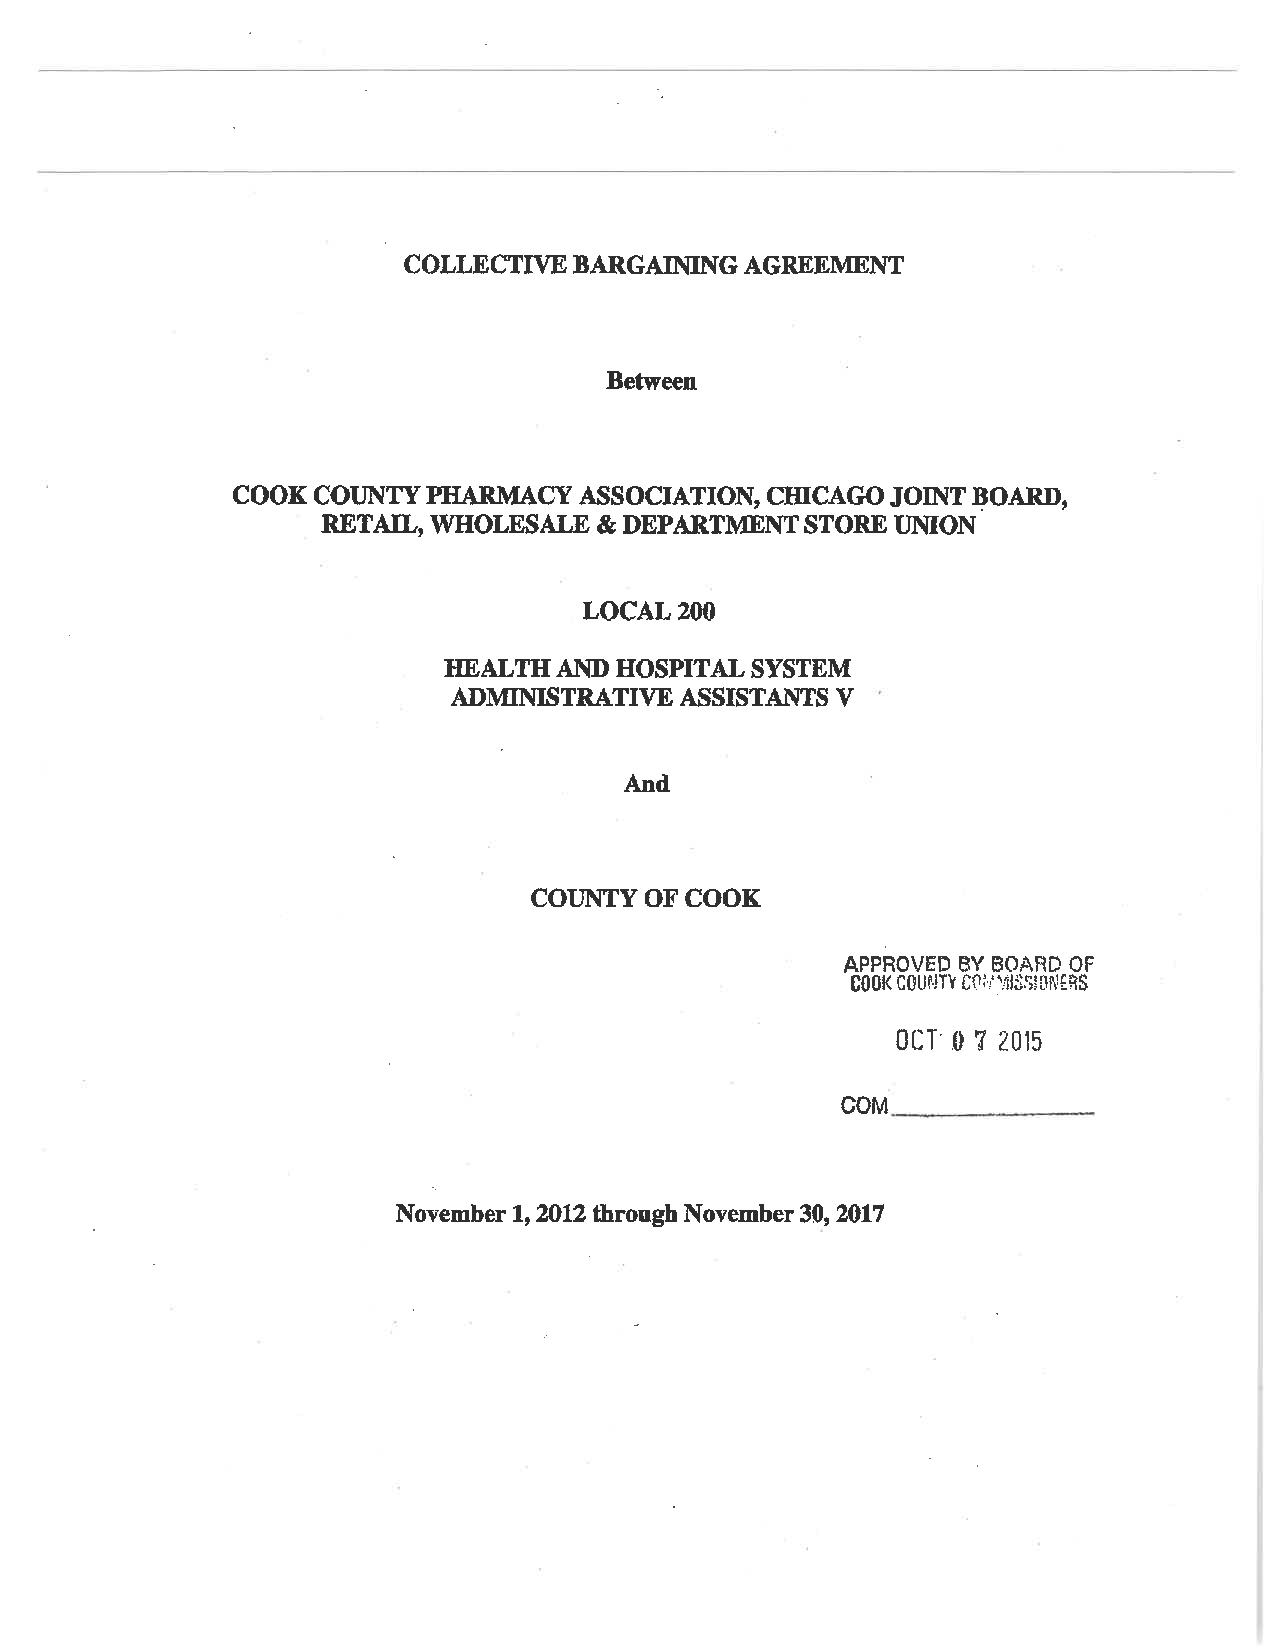 COLLECTIVE BARGAINING AGREEMENT
Between
COOK COUNTY PHARMACY ASSOCIATION, CHICAGO JOINT BOARD,
RETAIL, WHOLESALE & DEPARTMENT STORE UNION
LOCAL 200
HEALTH AND HOSPITAL SYSTEM
ADMINISTRATIVE ASSISTANTS V
And
COUNTY OF COOK
APPROVED BY BOARD OF
COOK COUNTY COMMISSIONERS
OCT 07 2015
COM
November 1, 2012 through November 30, 2017